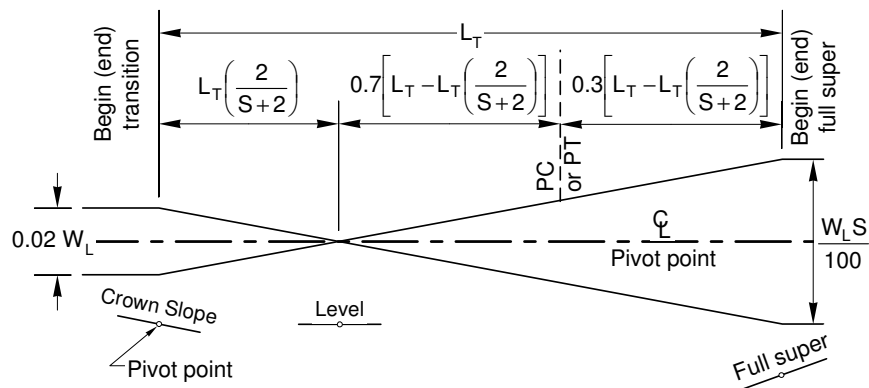 L_T
Begin (end)
transition
L_T(2/(S+2))
0.7[L_T – L_T(2/(S+2))]
0.3[L_T – L_T(2/(S+2))]
Begin (end)
full super
PC
or PT
0.02 W_L
℄
Pivot point
W_L S
100
Crown Slope
Level
Pivot point
Full super